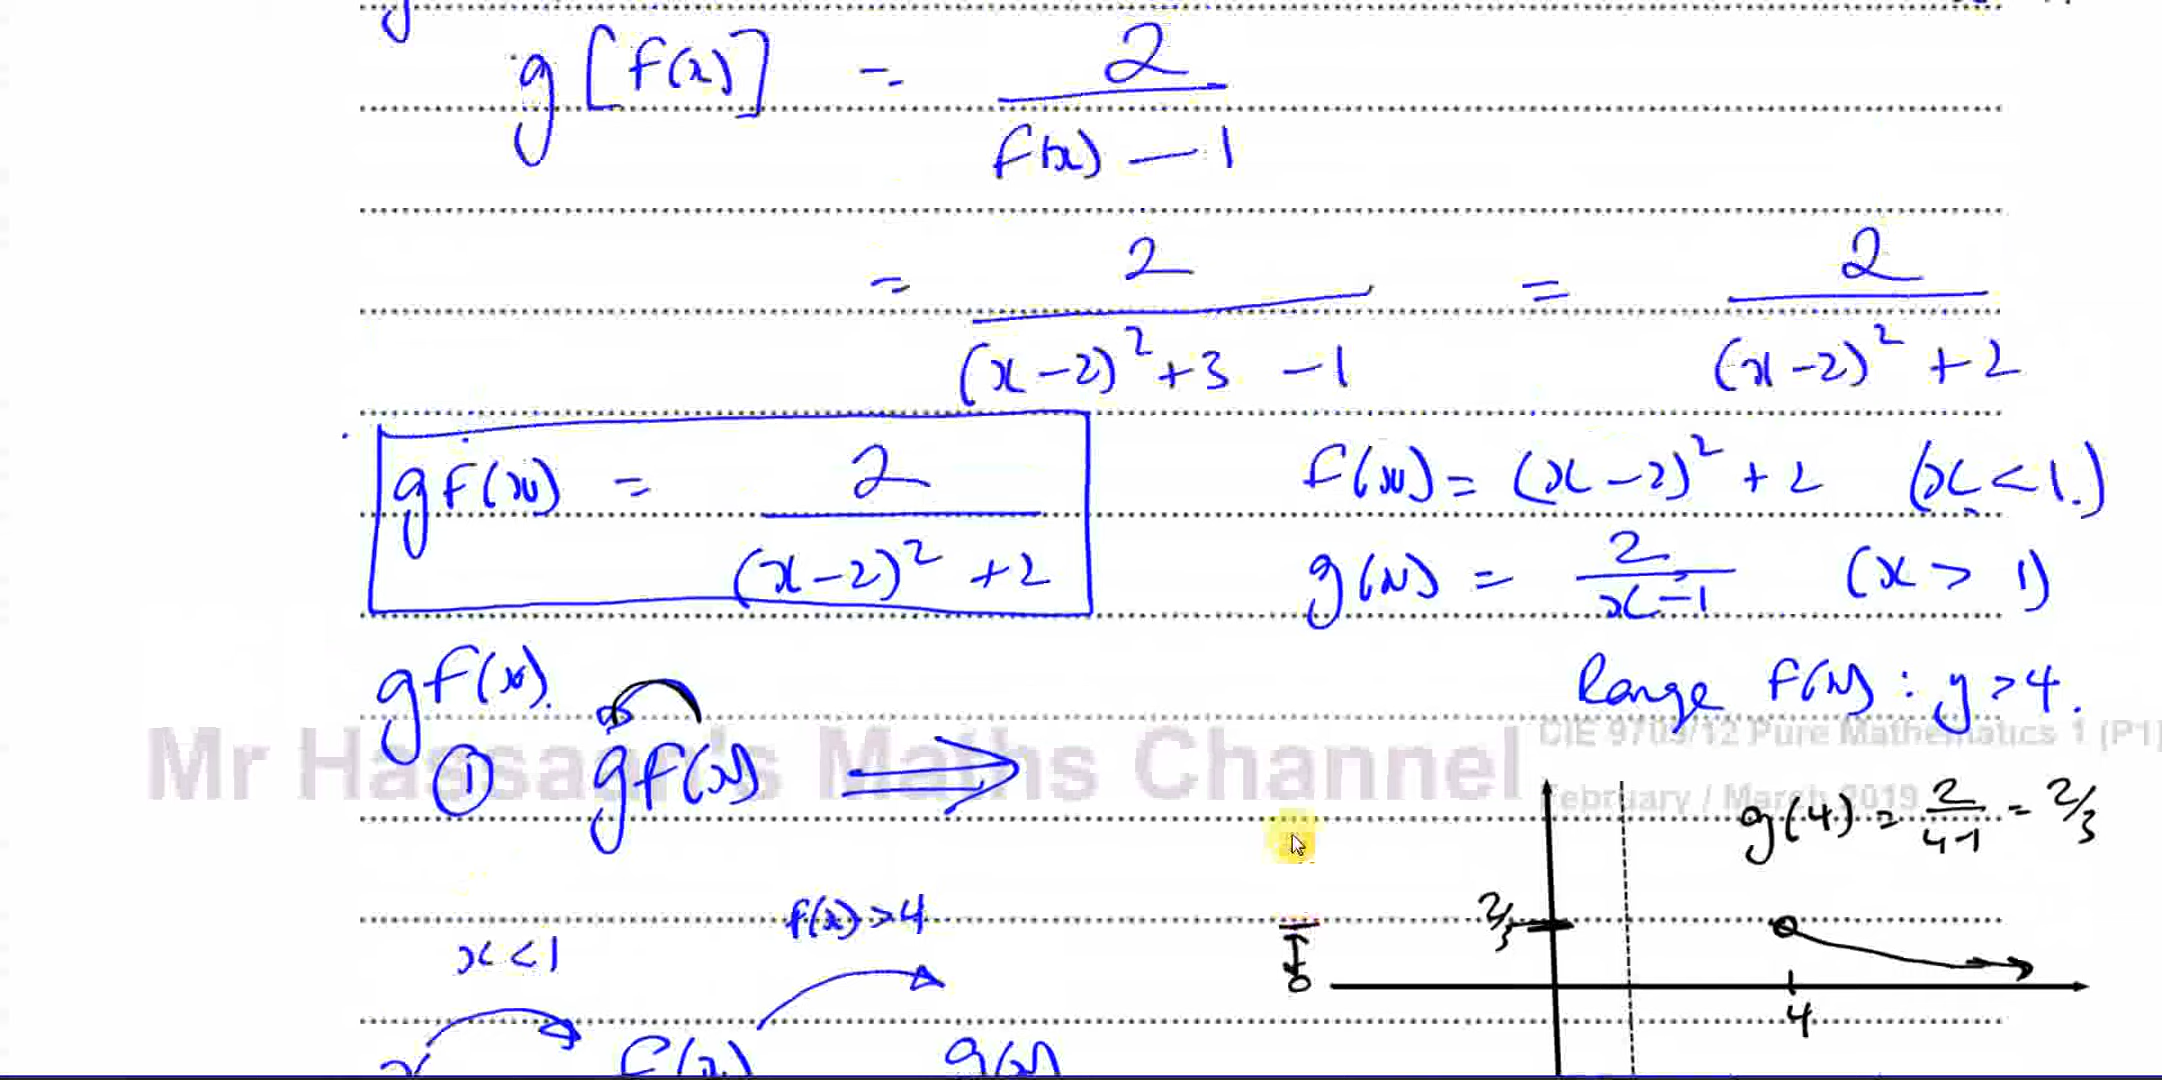 g[f(x)] = 2/(f(x) - 1)
= 2/((x-2)² + 3 - 1) = 2/((x-2)² + 2)
gf(x) = 2/((x-2)² + 2)
f(x) = (x-2)² + 2 (x < 1.)
g(x) = 2/(x-1) (x > 1)
gf(x).
Range f(x) : y > 4.
① gf(x) ⟹
Mr Hassaan's Maths Channel
CIE 9709/12 Pure Mathematics 1 (P1)
February / March 2019
g(4) = 2/(4-1) = 2/3
x < 1
f(x) > 4
2/3
0
4
x f(x) g(x)